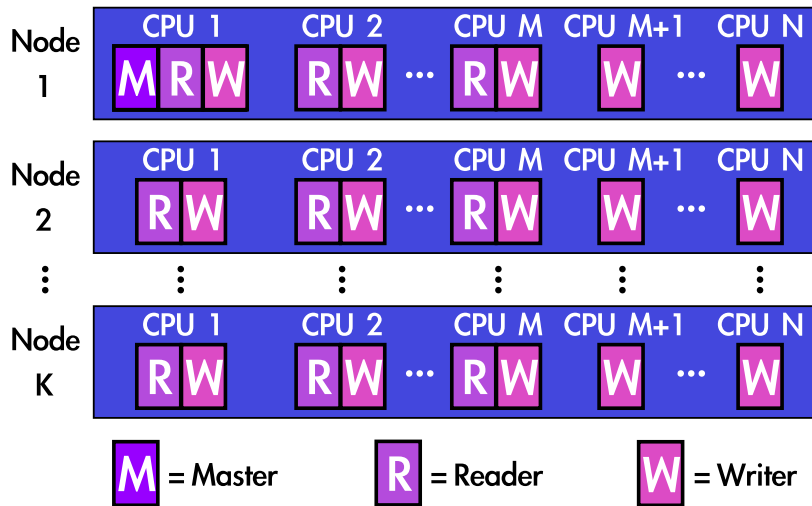 Node 1
CPU 1 CPU 2 CPU M CPU M+1 CPU N
M R W R W ... R W W ... W
Node 2
CPU 1 CPU 2 CPU M CPU M+1 CPU N
R W R W ... R W W ... W
Node K
CPU 1 CPU 2 CPU M CPU M+1 CPU N
R W R W ... R W W ... W
M = Master R = Reader W = Writer